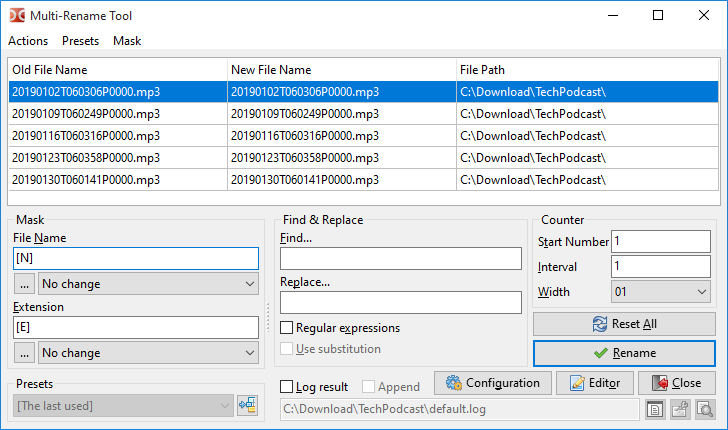 Multi-Rename Tool
Actions Presets Mask
Old File Name New File Name File Path
20190102T060306P0000.mp3 20190102T060306P0000.mp3 C:\Download\TechPodcast\
20190109T060249P0000.mp3 20190109T060249P0000.mp3 C:\Download\TechPodcast\
20190116T060316P0000.mp3 20190116T060316P0000.mp3 C:\Download\TechPodcast\
20190123T060358P0000.mp3 20190123T060358P0000.mp3 C:\Download\TechPodcast\
20190130T060141P0000.mp3 20190130T060141P0000.mp3 C:\Download\TechPodcast\
Mask
File Name
[N]
... No change
Extension
[E]
... No change
Presets
[The last used]
Find & Replace
Find...
Replace...
Regular expressions
Use substitution
Counter
Start Number 1
Interval 1
Width 01
Reset All
Rename
Log result Append Configuration Editor Close
C:\Download\TechPodcast\default.log